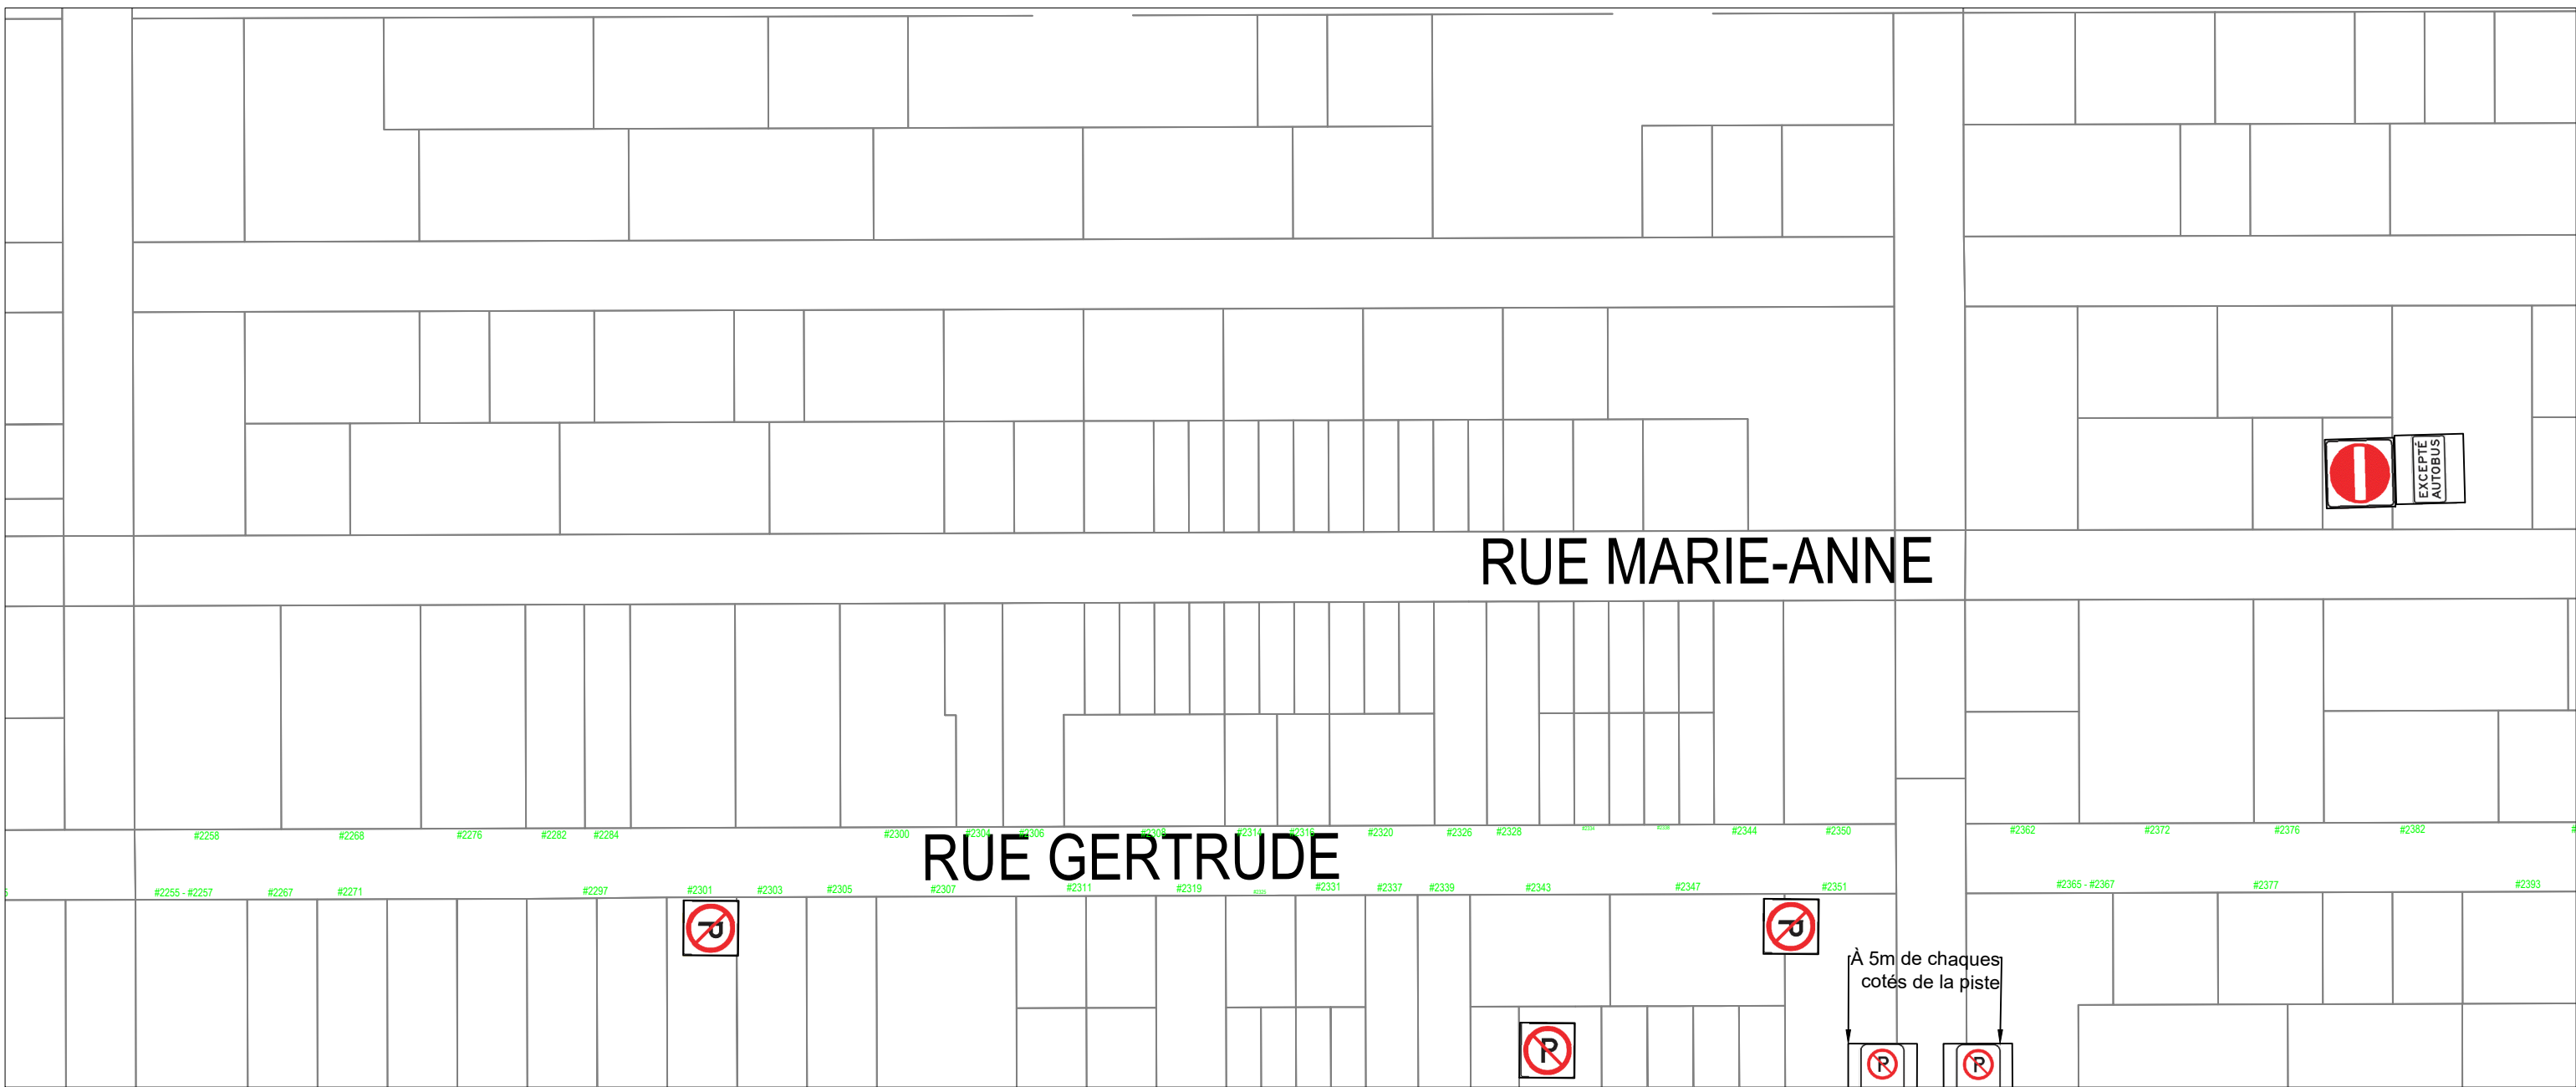 EXCEPTÉ
AUTOBUS
RUE MARIE-ANNE
#2258 #2268 #2276 #2282 #2284 #2300 #2304 #2306 #2308 #2314 #2316 #2320 #2326 #2328 #2344 #2350 #2362 #2372 #2376 #2382
RUE GERTRUDE
#2255 - #2257 #2267 #2271 #2297 #2301 #2303 #2305 #2307 #2311 #2319 #2331 #2337 #2339 #2343 #2347 #2351 #2365 - #2367 #2377 #2393
P P
À 5m de chaques
cotés de la piste
P P P